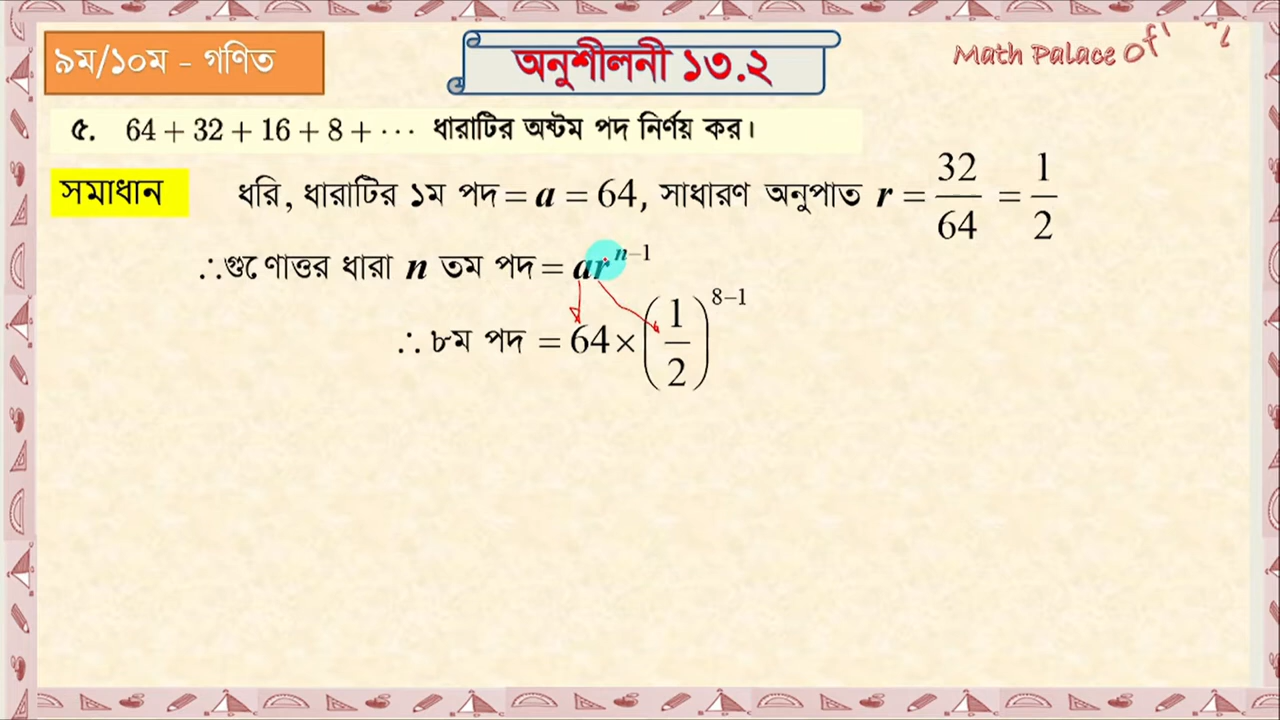 ৯ম/১০ম - গণিত
অনুশীলনী ১৩.২
Math Palace Of
৫. 64 + 32 + 16 + 8 + ⋯ ধারাটির অষ্টম পদ নির্ণয় কর।
সমাধান ধরি, ধারাটির ১ম পদ = a = 64, সাধারণ অনুপাত r = 32/64 = 1/2
∴গুণোত্তর ধারা n তম পদ = ar^(n–1)
∴ ৮ম পদ = 64 × (1/2)^(8–1)